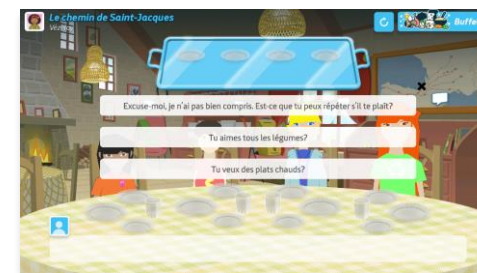 Le chemin de Saint-Jacques
Buffe
Excuse-moi, je n'ai pas bien compris. Est-ce que tu peux répéter s'il te plaît?
Tu aimes tous les légumes?
Tu veux des plats chauds?